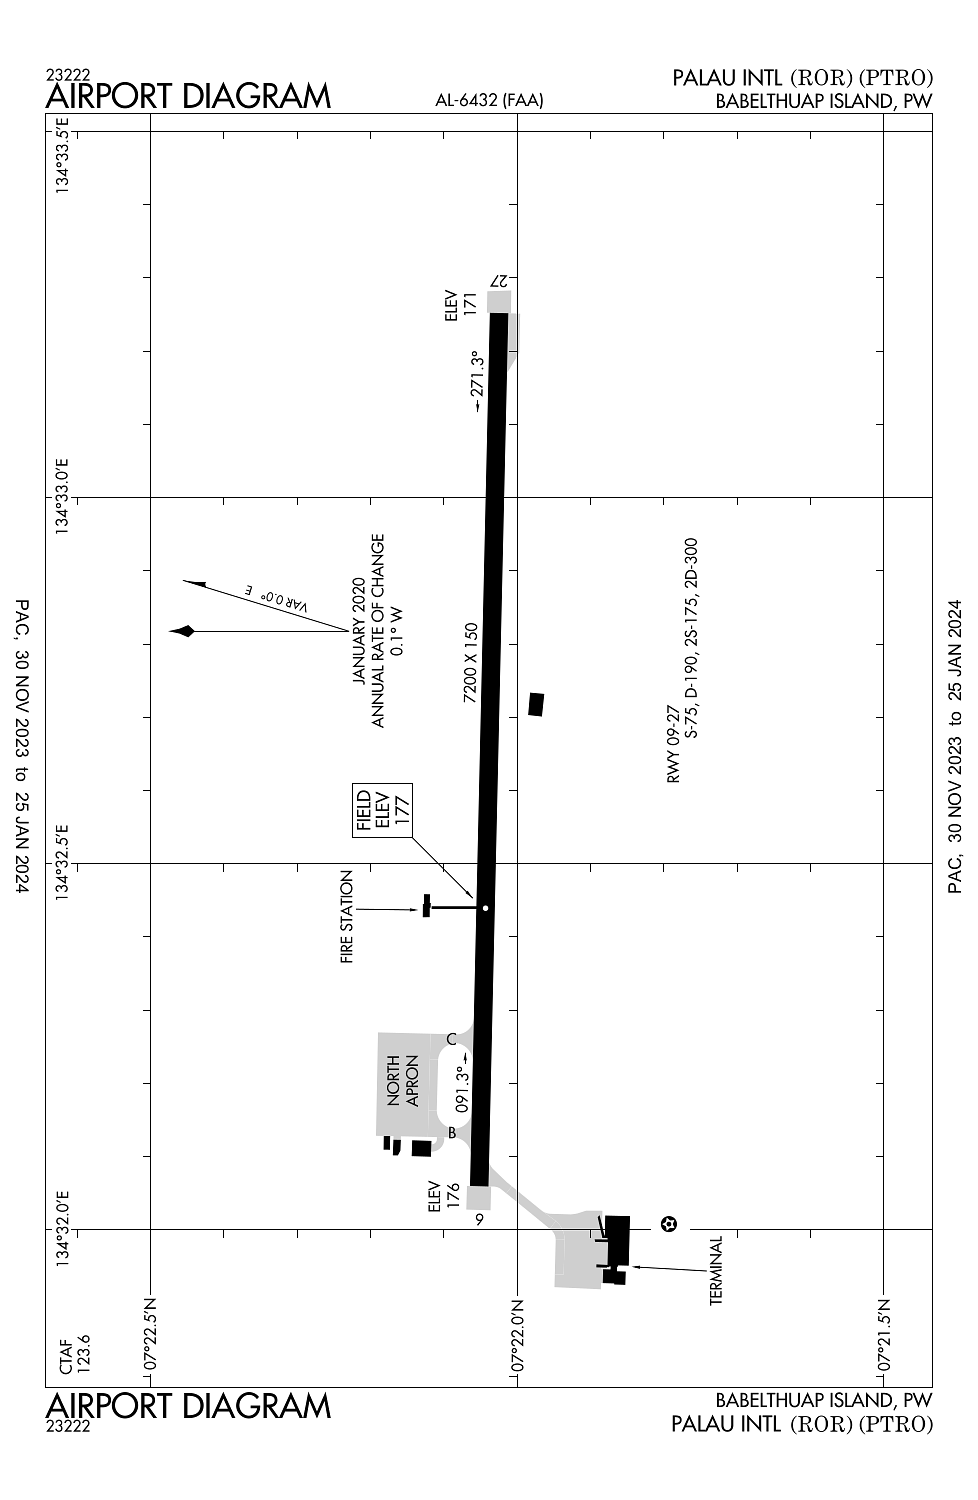 23222
AIRPORT DIAGRAM
AL-6432 (FAA)
PALAU INTL (ROR) (PTRO)
BABELTHUAP ISLAND, PW
134°33.5'E
134°33.0'E
134°32.5'E
134°32.0'E
27
ELEV
171
271.3°
VAR 0.0° E
JANUARY 2020
ANNUAL RATE OF CHANGE
0.1° W
7200 X 150
RWY 09-27
S-75, D-190, 2S-175, 2D-300
FIELD
ELEV
177
FIRE STATION
C
NORTH
APRON
091.3°
B
ELEV
176
9
TERMINAL
CTAF
123.6
07°22.5'N
07°22.0'N
07°21.5'N
PAC, 30 NOV 2023 to 25 JAN 2024
PAC, 30 NOV 2023 to 25 JAN 2024
AIRPORT DIAGRAM
23222
BABELTHUAP ISLAND, PW
PALAU INTL (ROR) (PTRO)